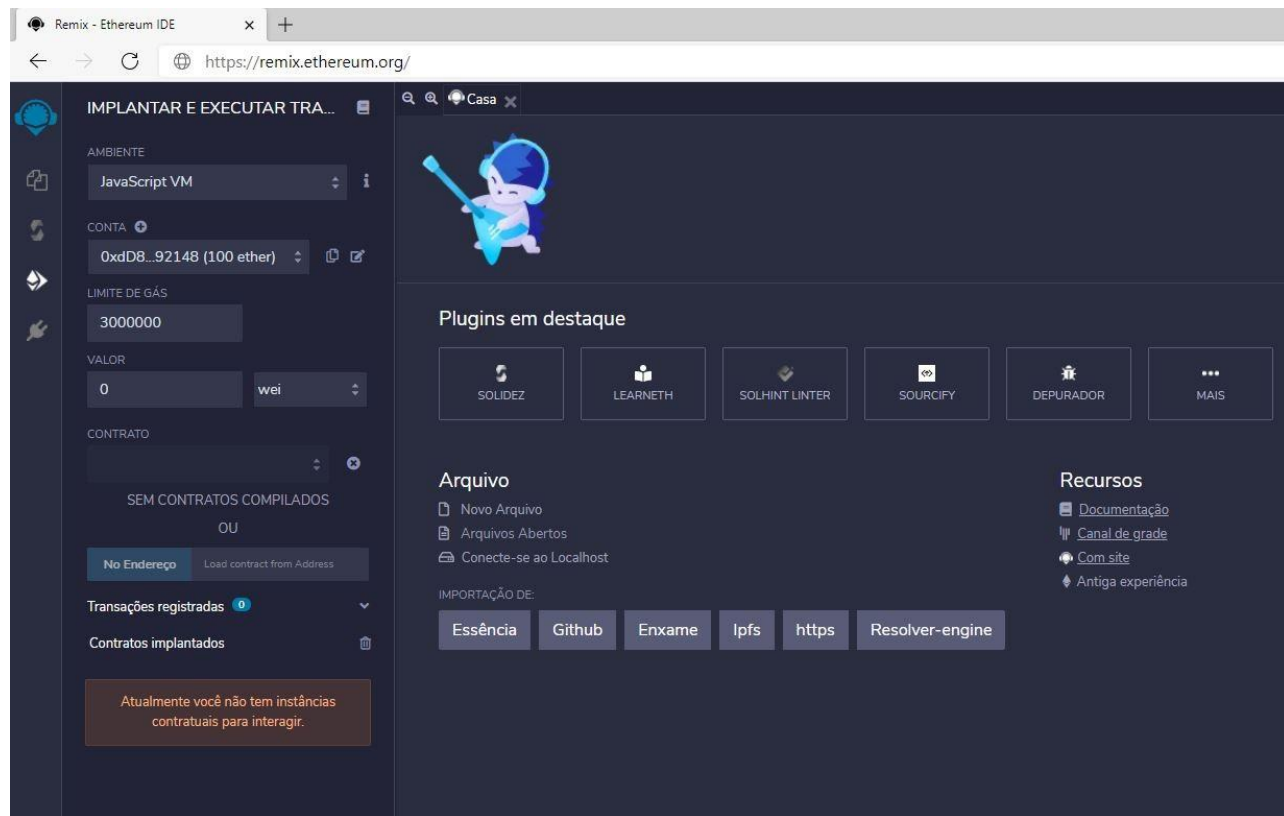 Remix - Ethereum IDE
https://remix.ethereum.org/
IMPLANTAR E EXECUTAR TRA...
AMBIENTE
JavaScript VM
i
CONTA
0xdD8...92148 (100 ether)
LIMITE DE GÁS
3000000
VALOR
0 wei
CONTRATO
SEM CONTRATOS COMPILADOS
OU
No Endereço Load contract from Address
Transações registradas 0
Contratos implantados
Atualmente você não tem instâncias
contratuais para interagir.
Casa
Plugins em destaque
SOLIDEZ LEARNETH SOLHINT LINTER SOURCIFY DEPURADOR MAIS
Arquivo
Novo Arquivo
Arquivos Abertos
Conecte-se ao Localhost
IMPORTAÇÃO DE:
Essência Github Enxame Ipfs https Resolver-engine
Recursos
Documentação
Canal de grade
Com site
Antiga experiência